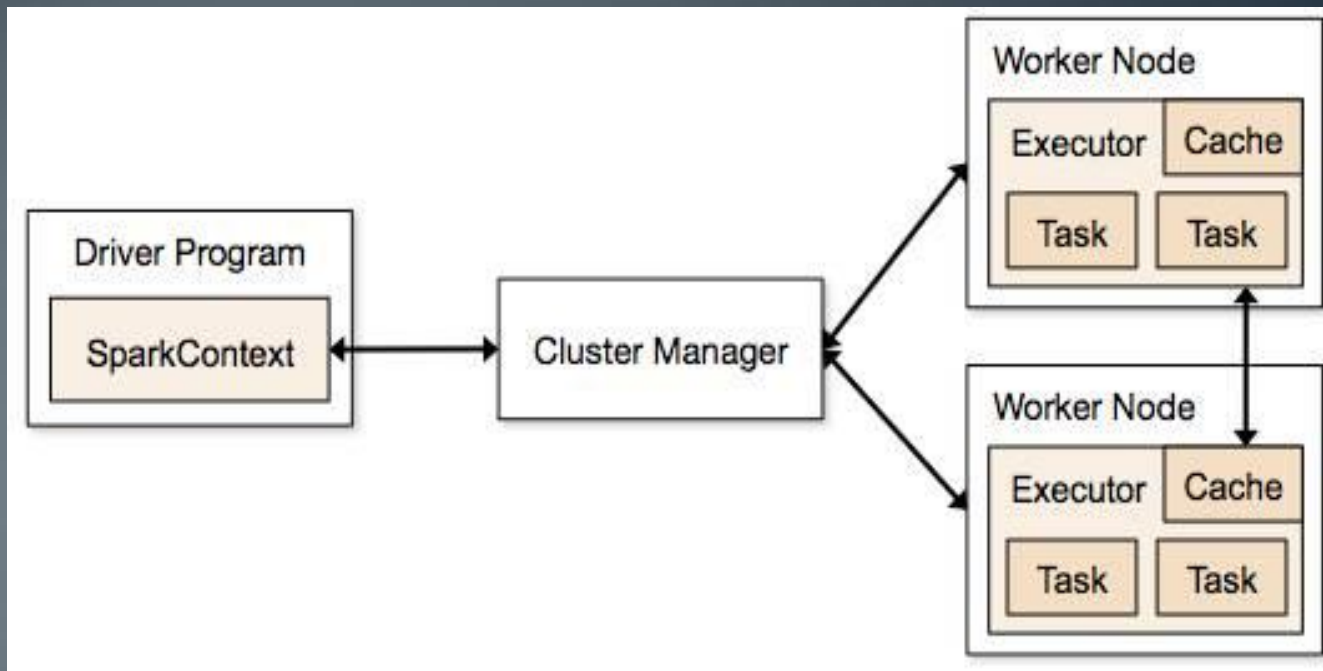 Driver Program
SparkContext
Cluster Manager
Worker Node
Executor
Cache
Task
Task
Worker Node
Executor
Cache
Task
Task